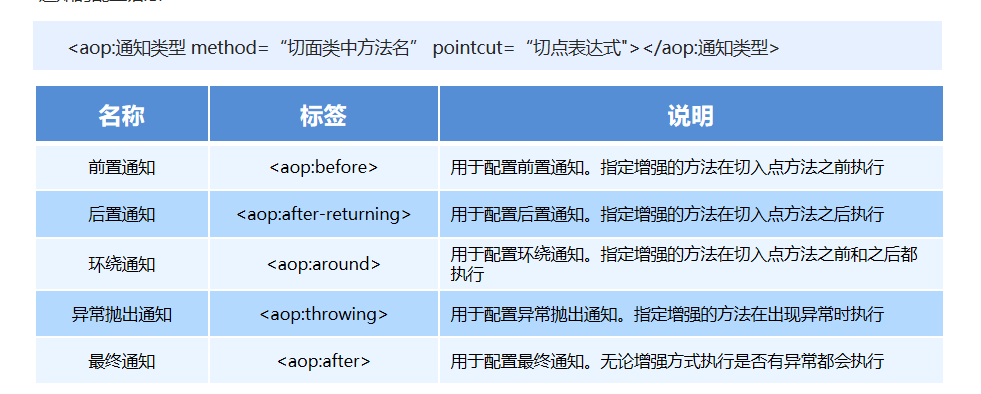 <aop:通知类型 method=“切面类中方法名” pointcut=“切点表达式"></aop:通知类型>
名称 标签 说明
前置通知 <aop:before> 用于配置前置通知。指定增强的方法在切入点方法之前执行
后置通知 <aop:after-returning> 用于配置后置通知。指定增强的方法在切入点方法之后执行
环绕通知 <aop:around> 用于配置环绕通知。指定增强的方法在切入点方法之前和之后都
执行
异常抛出通知 <aop:throwing> 用于配置异常抛出通知。指定增强的方法在出现异常时执行
最终通知 <aop:after> 用于配置最终通知。无论增强方式执行是否有异常都会执行